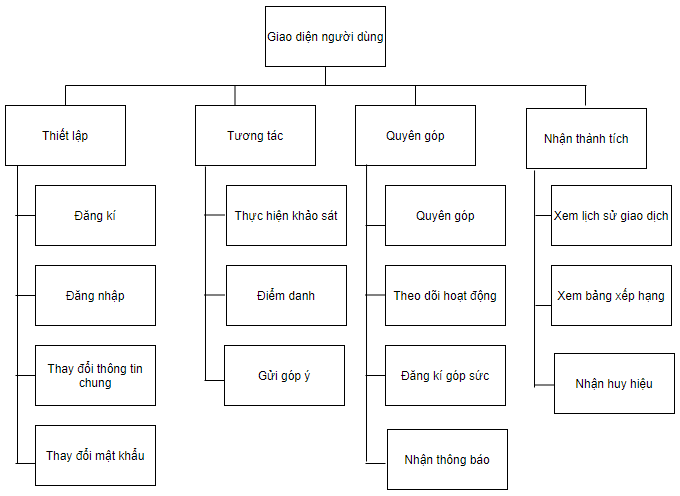 Giao diện người dùng
Thiết lập
Tương tác
Quyên góp
Nhận thành tích
Đăng kí
Đăng nhập
Thay đổi thông tin
chung
Thay đổi mật khẩu
Thực hiện khảo sát
Điểm danh
Gửi góp ý
Quyên góp
Theo dõi hoạt động
Đăng kí góp sức
Nhận thông báo
Xem lịch sử giao dịch
Xem bảng xếp hạng
Nhận huy hiệu